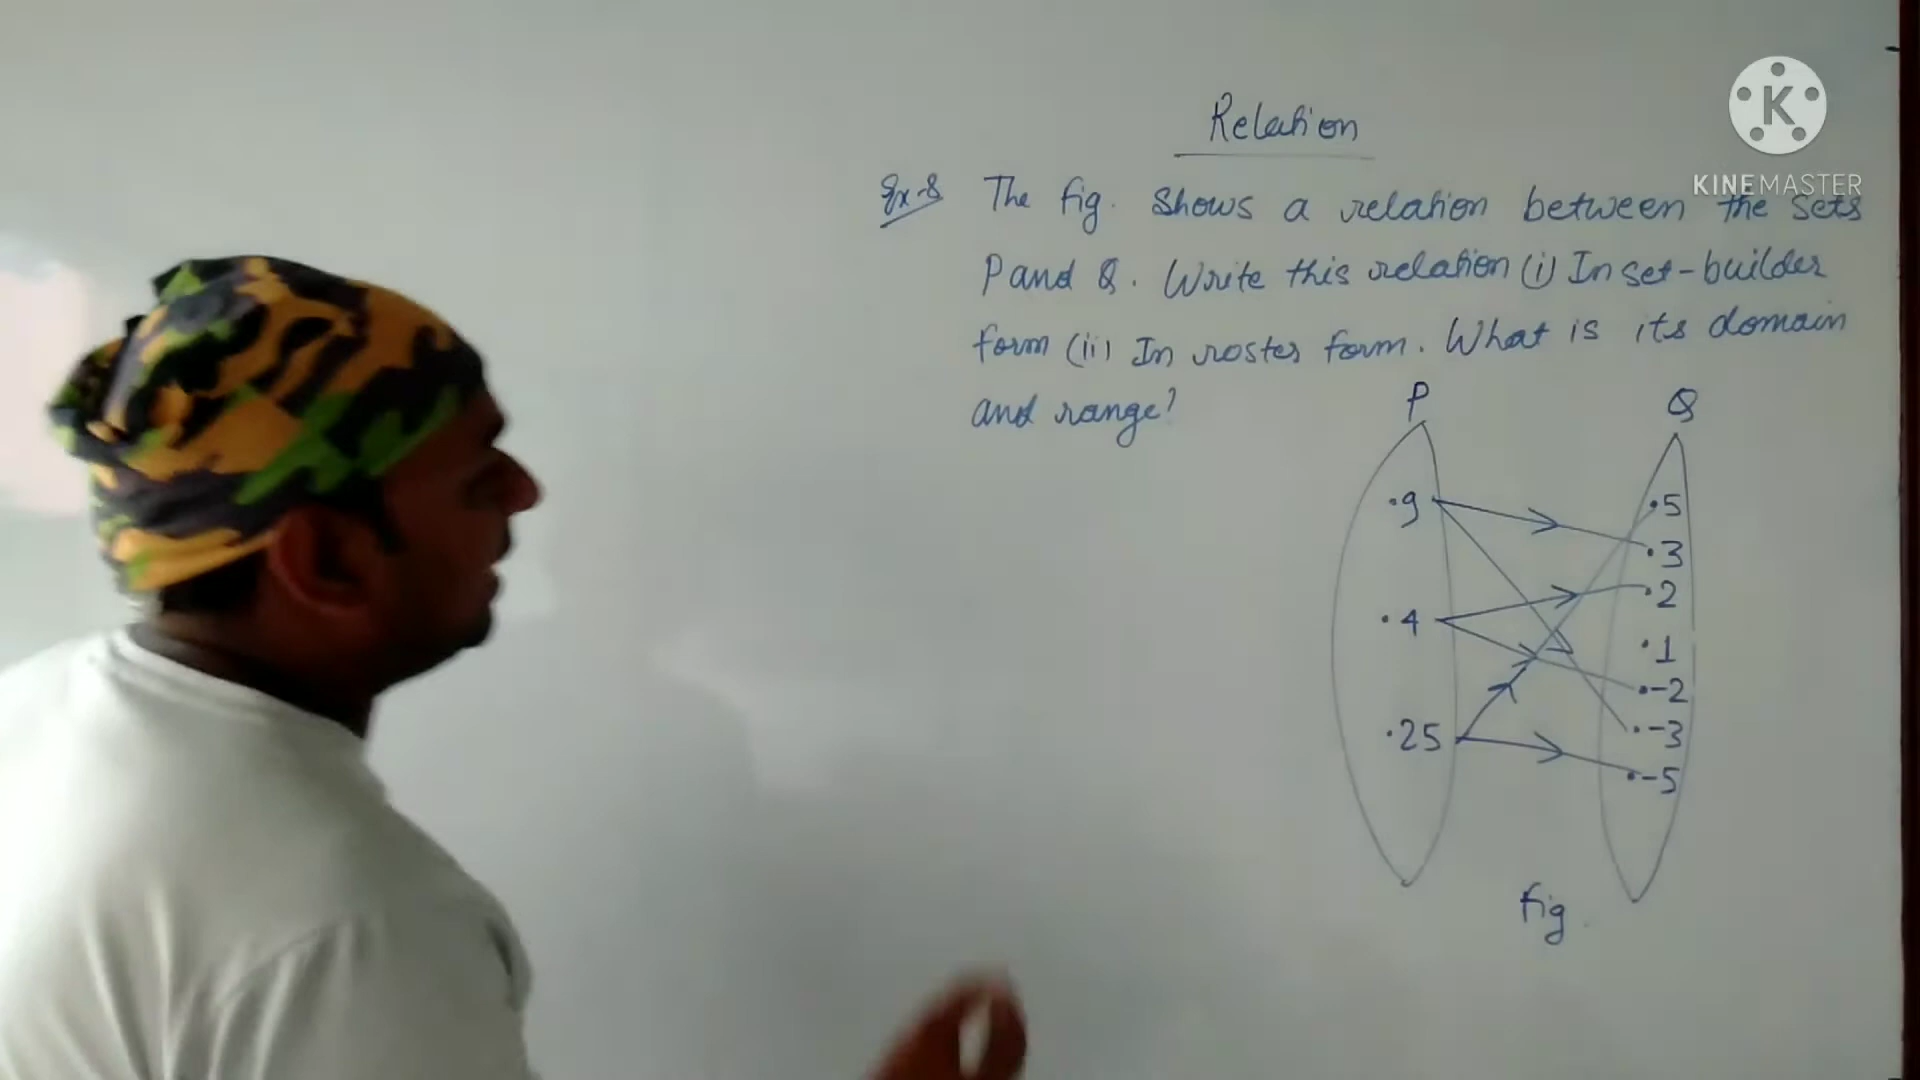 Relation
KINEMASTER
Ex-8 The fig. Shows a relation between the sets
P and Q. Write this relation (i) In set-builder
form (ii) In roster form. What is its domain
and range?
P Q
.9 .5
.3
.2
.4 .1
.-2
.25 .-3
.-5
fig.